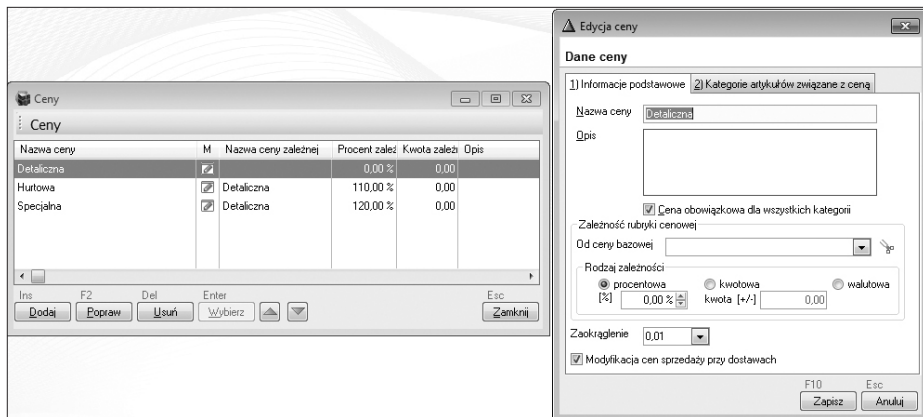 Ceny
Ceny
Nazwa ceny M Nazwa ceny zależnej Procent zależ Kwota zależn Opis
Detaliczna 0,00 % 0,00
Hurtowa Detaliczna 110,00 % 0,00
Specjalna Detaliczna 120,00 % 0,00
Ins F2 Del Enter Esc
Dodaj Popraw Usuń Wybierz Zamknij
Edycja ceny
Dane ceny
1) Informacje podstawowe 2) Kategorie artykułów związane z ceną
Nazwa ceny Detaliczna
Opis
Cena obowiązkowa dla wszystkich kategorii
Zależność rubryki cenowej
Od ceny bazowej
Rodzaj zależności
procentowa kwotowa walutowa
[%] 0,00 % kwota [+/-] 0,00
Zaokrąglenie 0,01
Modyfikacja cen sprzedaży przy dostawach
F10 Esc
Zapisz Anuluj